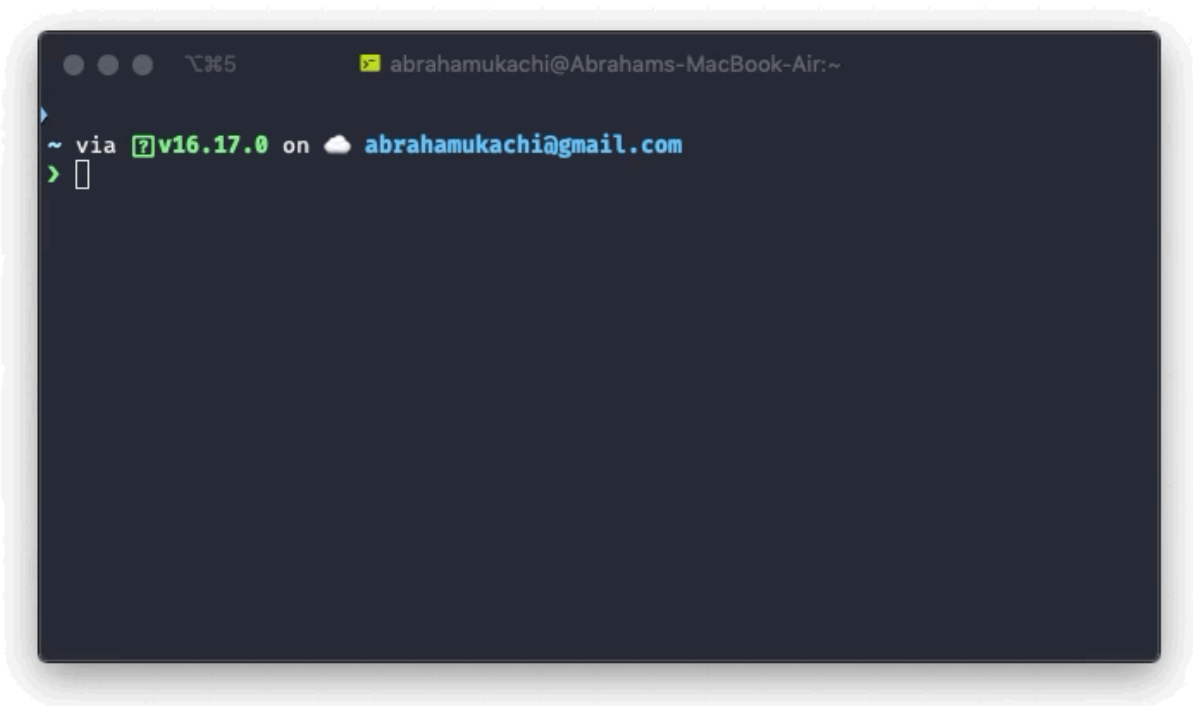 ⌥⌘5 abrahamukachi@Abrahams-MacBook-Air:~
~ via [?]v16.17.0 on ☁️ abrahamukachi@gmail.com
❯